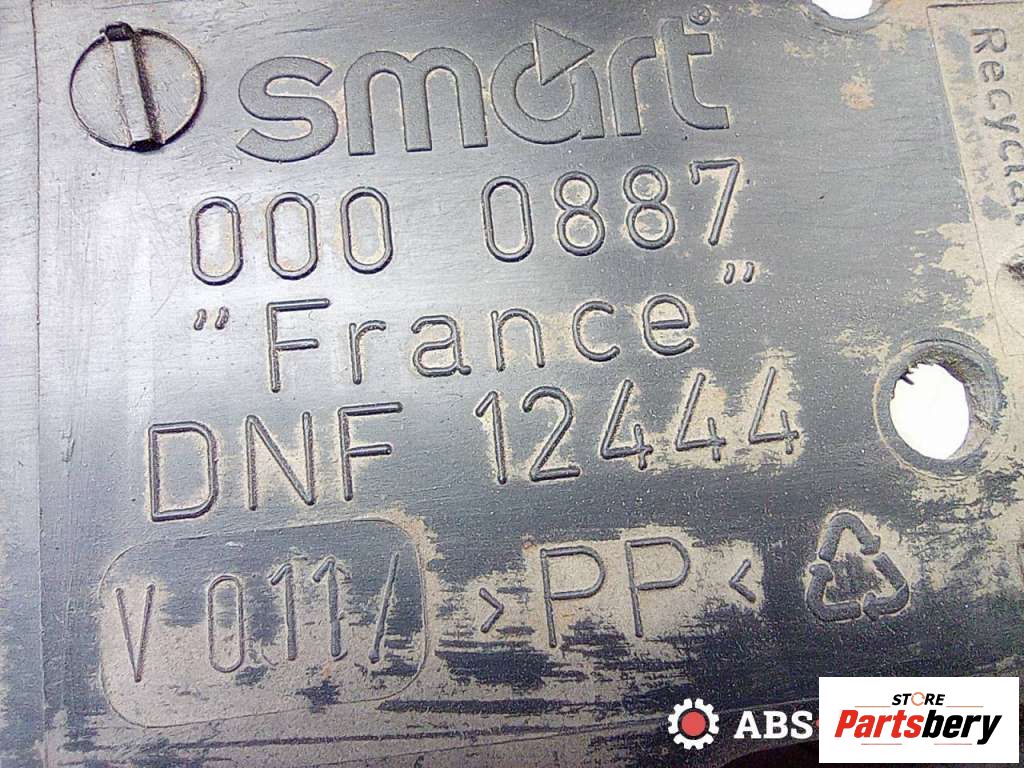 smart®
000 0887
"France"
DNF 12444
V 011/
>PP<
STORE
Partsbery
ABS